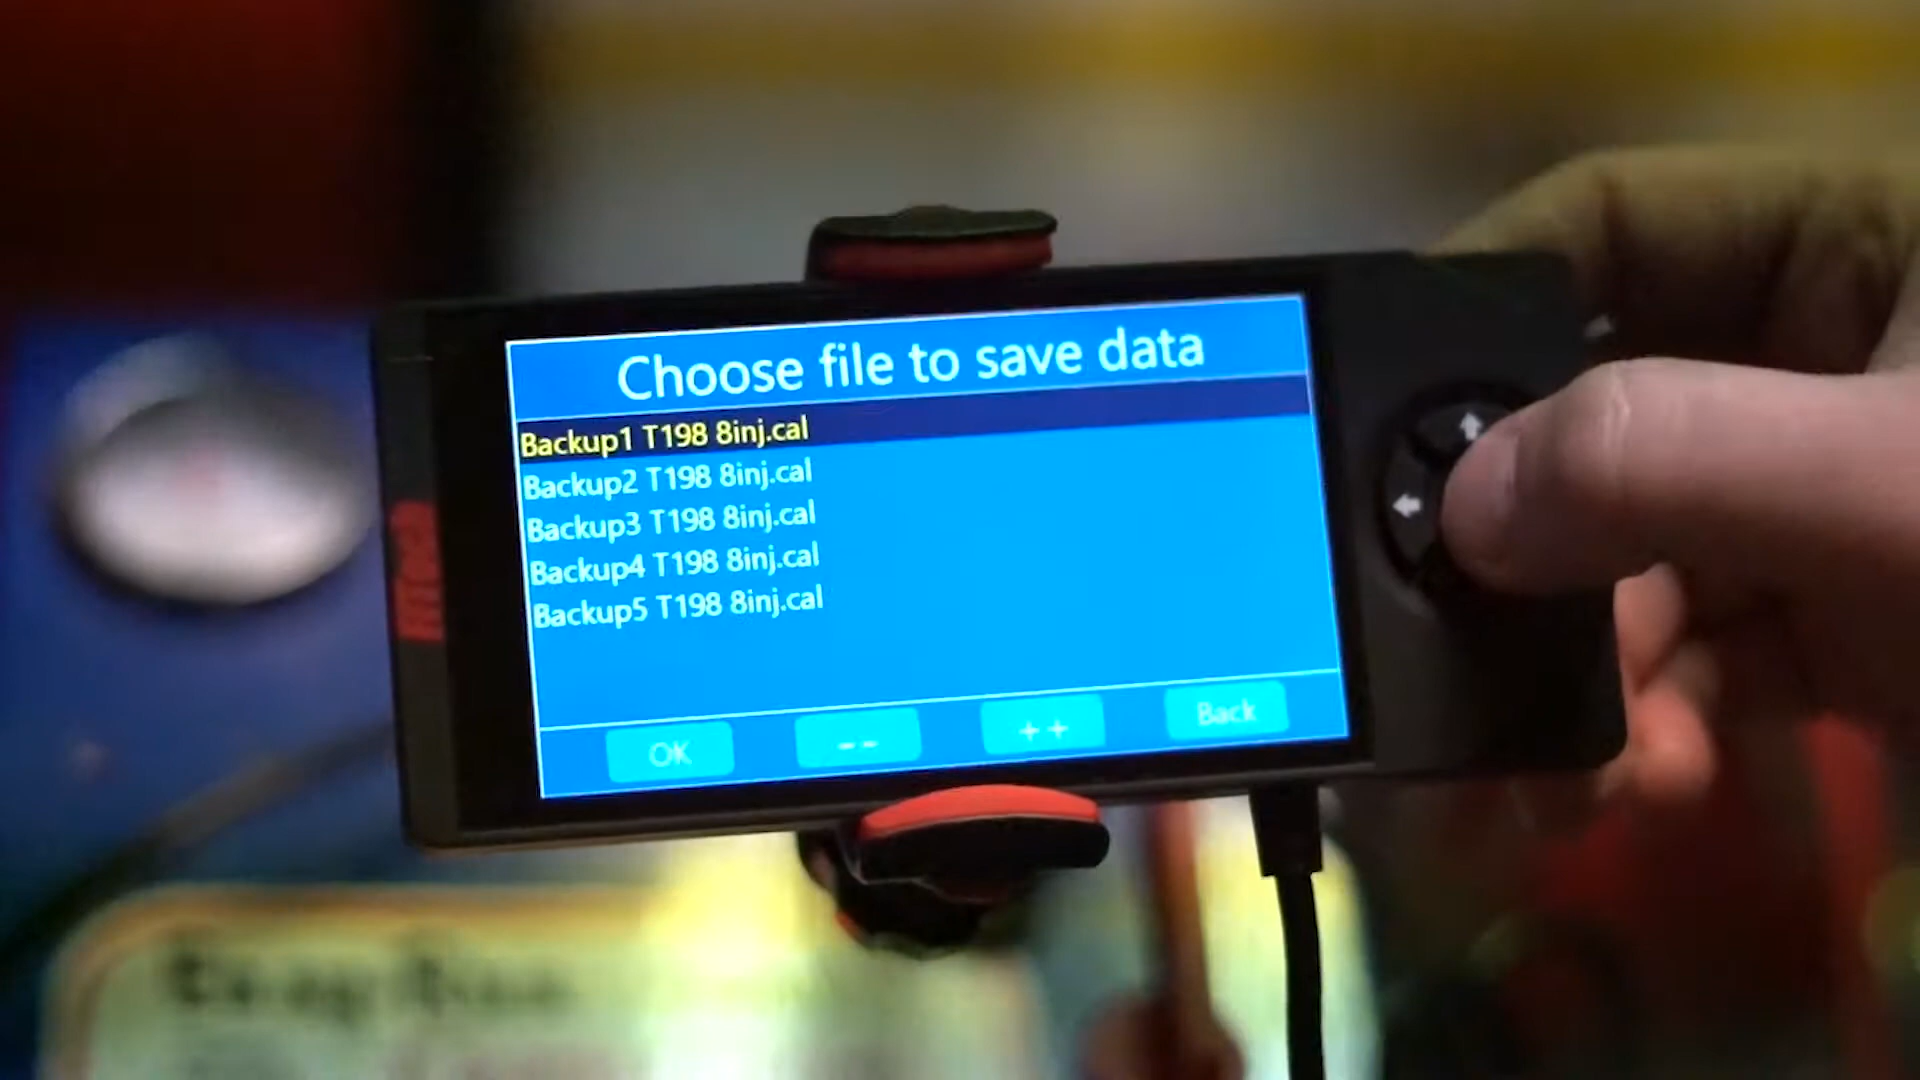 Choose file to save data
Backup1 T198 8inj.cal
Backup2 T198 8inj.cal
Backup3 T198 8inj.cal
Backup4 T198 8inj.cal
Backup5 T198 8inj.cal
OK -- ++ Back